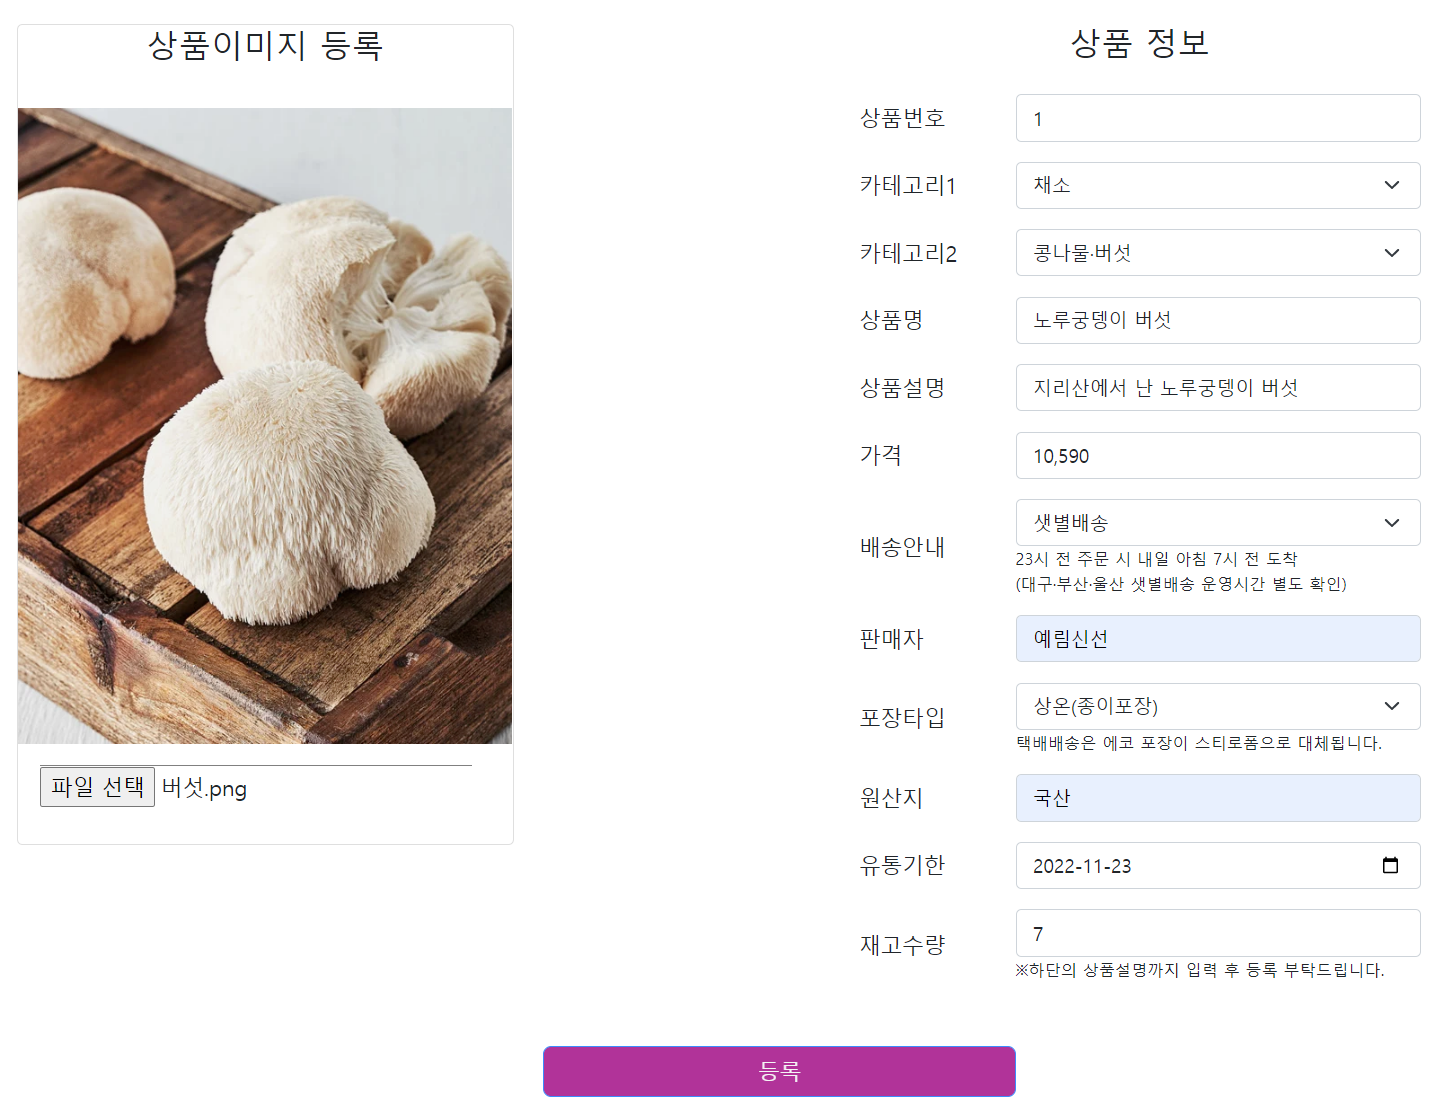 상품이미지 등록
파일 선택 버섯.png
상품 정보
상품번호 1
카테고리1 채소
카테고리2 콩나물·버섯
상품명 노루궁뎅이 버섯
상품설명 지리산에서 난 노루궁뎅이 버섯
가격 10,590
배송안내 샛별배송
23시 전 주문 시 내일 아침 7시 전 도착
(대구·부산·울산 샛별배송 운영시간 별도 확인)
판매자 예림신선
포장타입 상온(종이포장)
택배배송은 에코 포장이 스티로폼으로 대체됩니다.
원산지 국산
유통기한 2022-11-23
재고수량 7
※하단의 상품설명까지 입력 후 등록 부탁드립니다.
등록